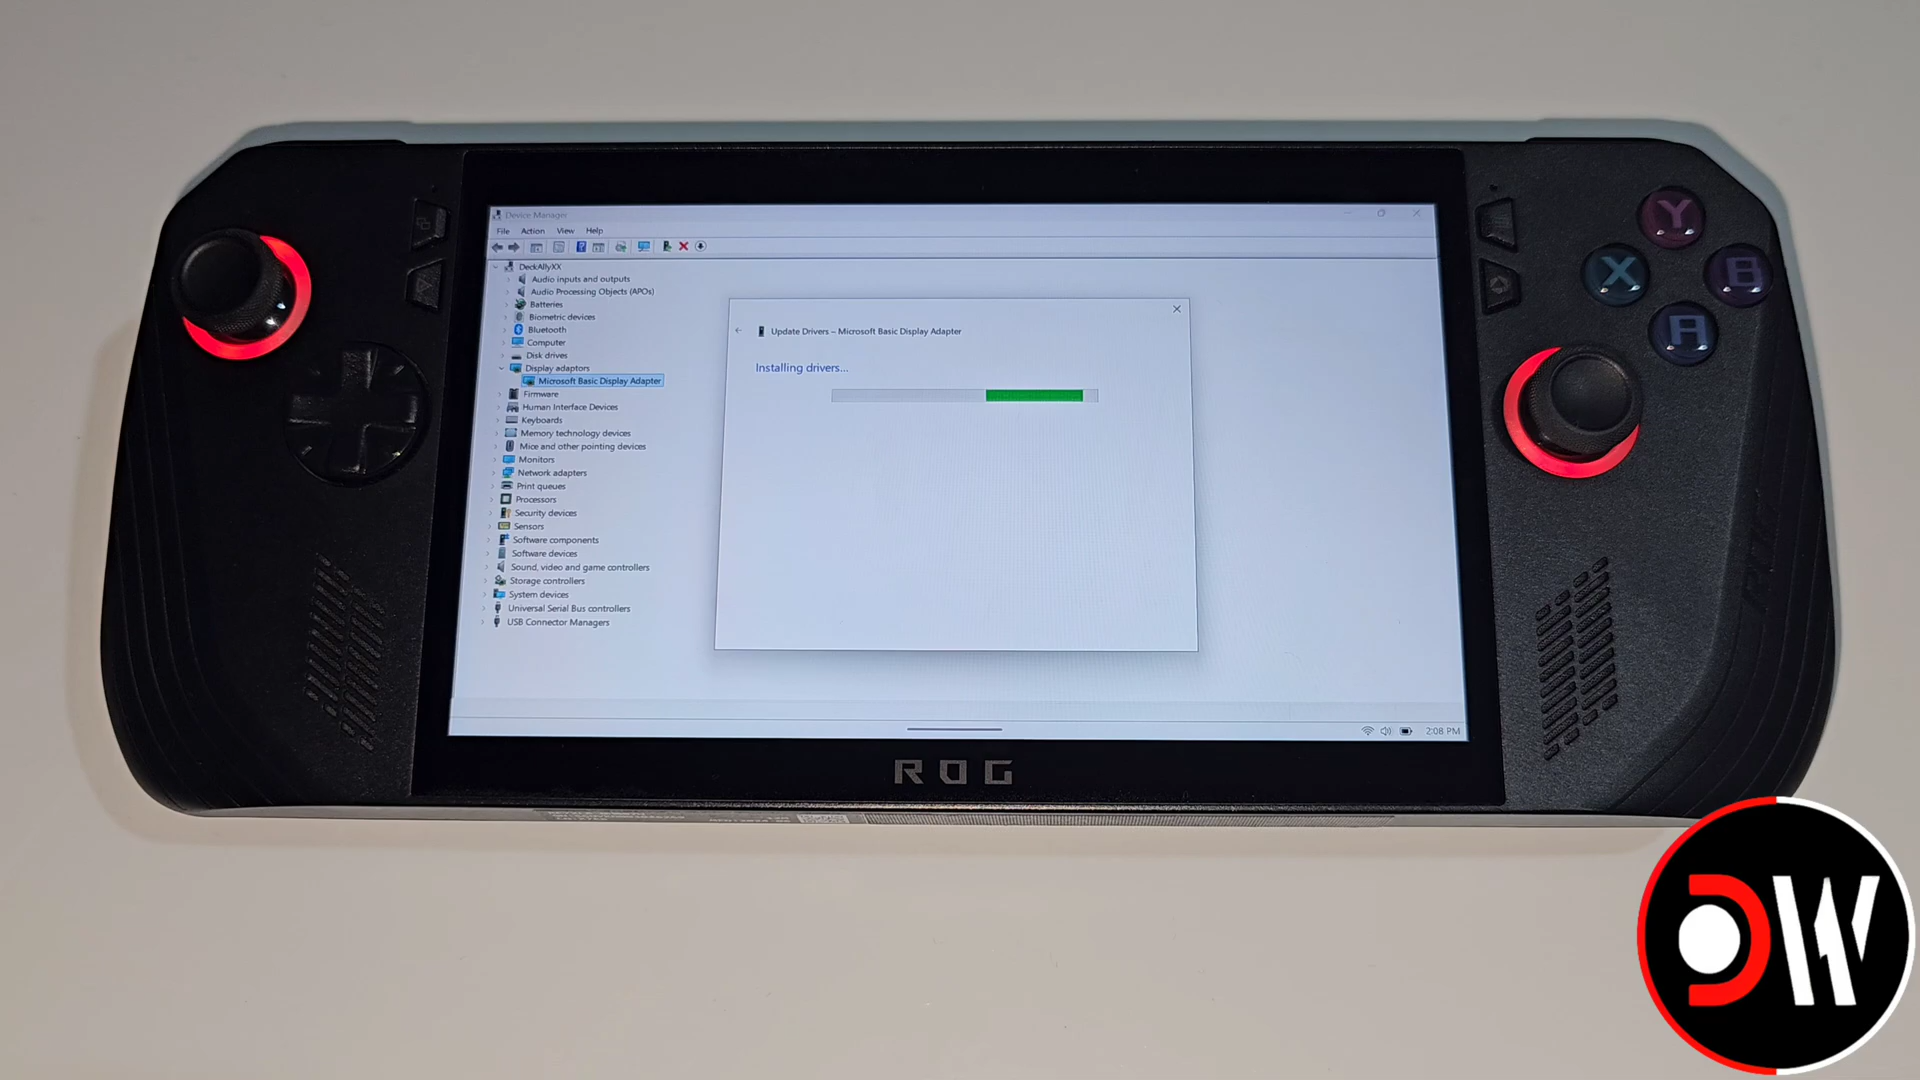 Device Manager
File Action View Help
DeckAllyXX
Audio inputs and outputs
Audio Processing Objects (APOs)
Batteries
Biometric devices
Bluetooth
Computer
Disk drives
Display adaptors
Microsoft Basic Display Adapter
Firmware
Human Interface Devices
Keyboards
Memory technology devices
Mice and other pointing devices
Monitors
Network adapters
Print queues
Processors
Security devices
Sensors
Software components
Software devices
Sound, video and game controllers
Storage controllers
System devices
Universal Serial Bus controllers
USB Connector Managers
Update Drivers – Microsoft Basic Display Adapter
Installing drivers...
2:08 PM
Y
X
B
A
ROG
DW